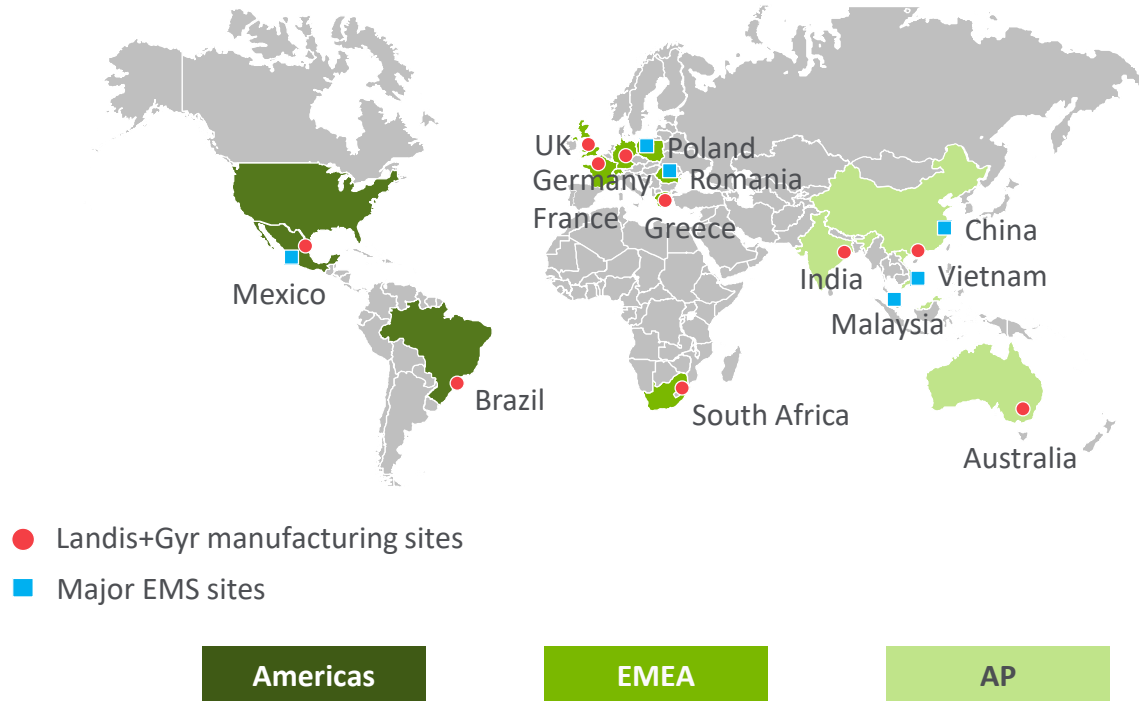 UK
Poland
Germany
Romania
France
Greece
China
India
Vietnam
Mexico
Malaysia
Brazil
South Africa
Australia
Landis+Gyr manufacturing sites
Major EMS sites
Americas
EMEA
AP